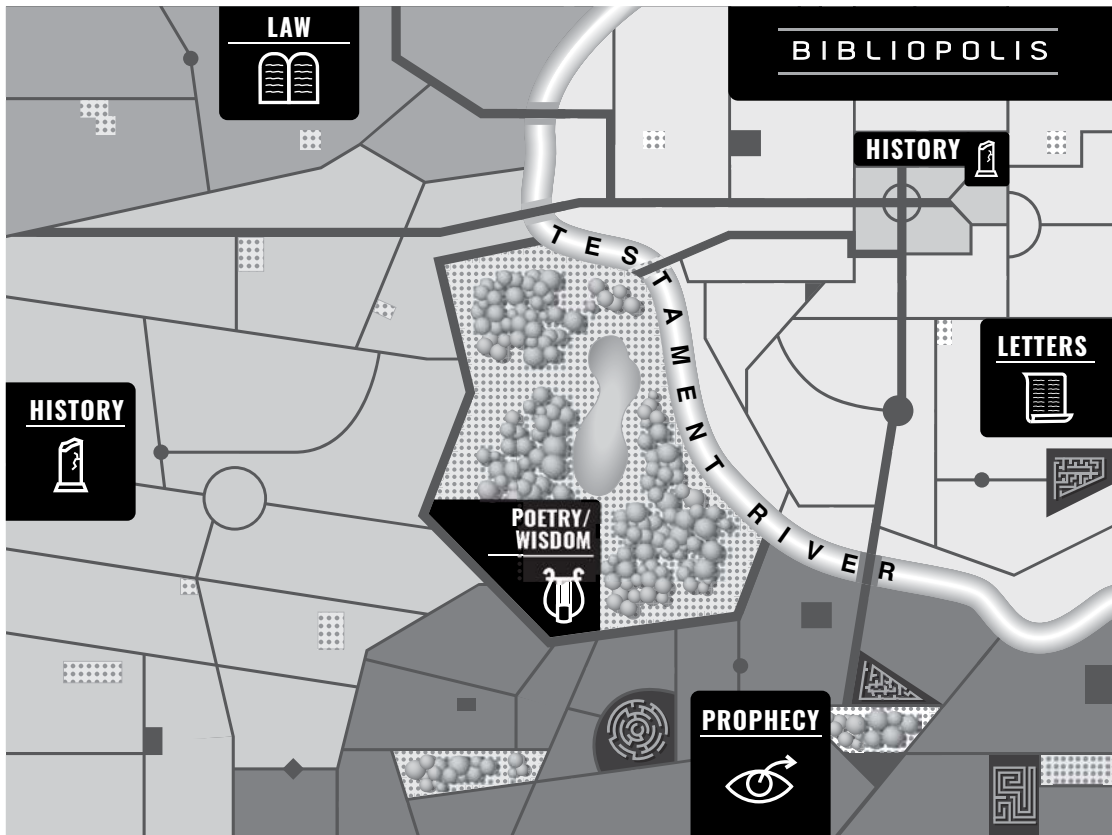 LAW
BIBLIOPOLIS
HISTORY
TESTAMENT RIVER
LETTERS
HISTORY
POETRY/
WISDOM
PROPHECY